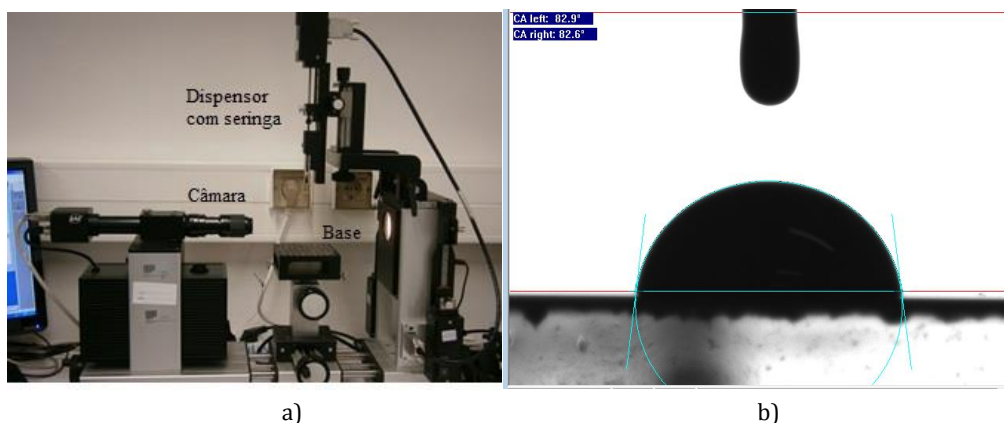 Dispensor
com seringa
Câmara
Base
CA left: 82.9°
CA right: 82.6°
a)
b)